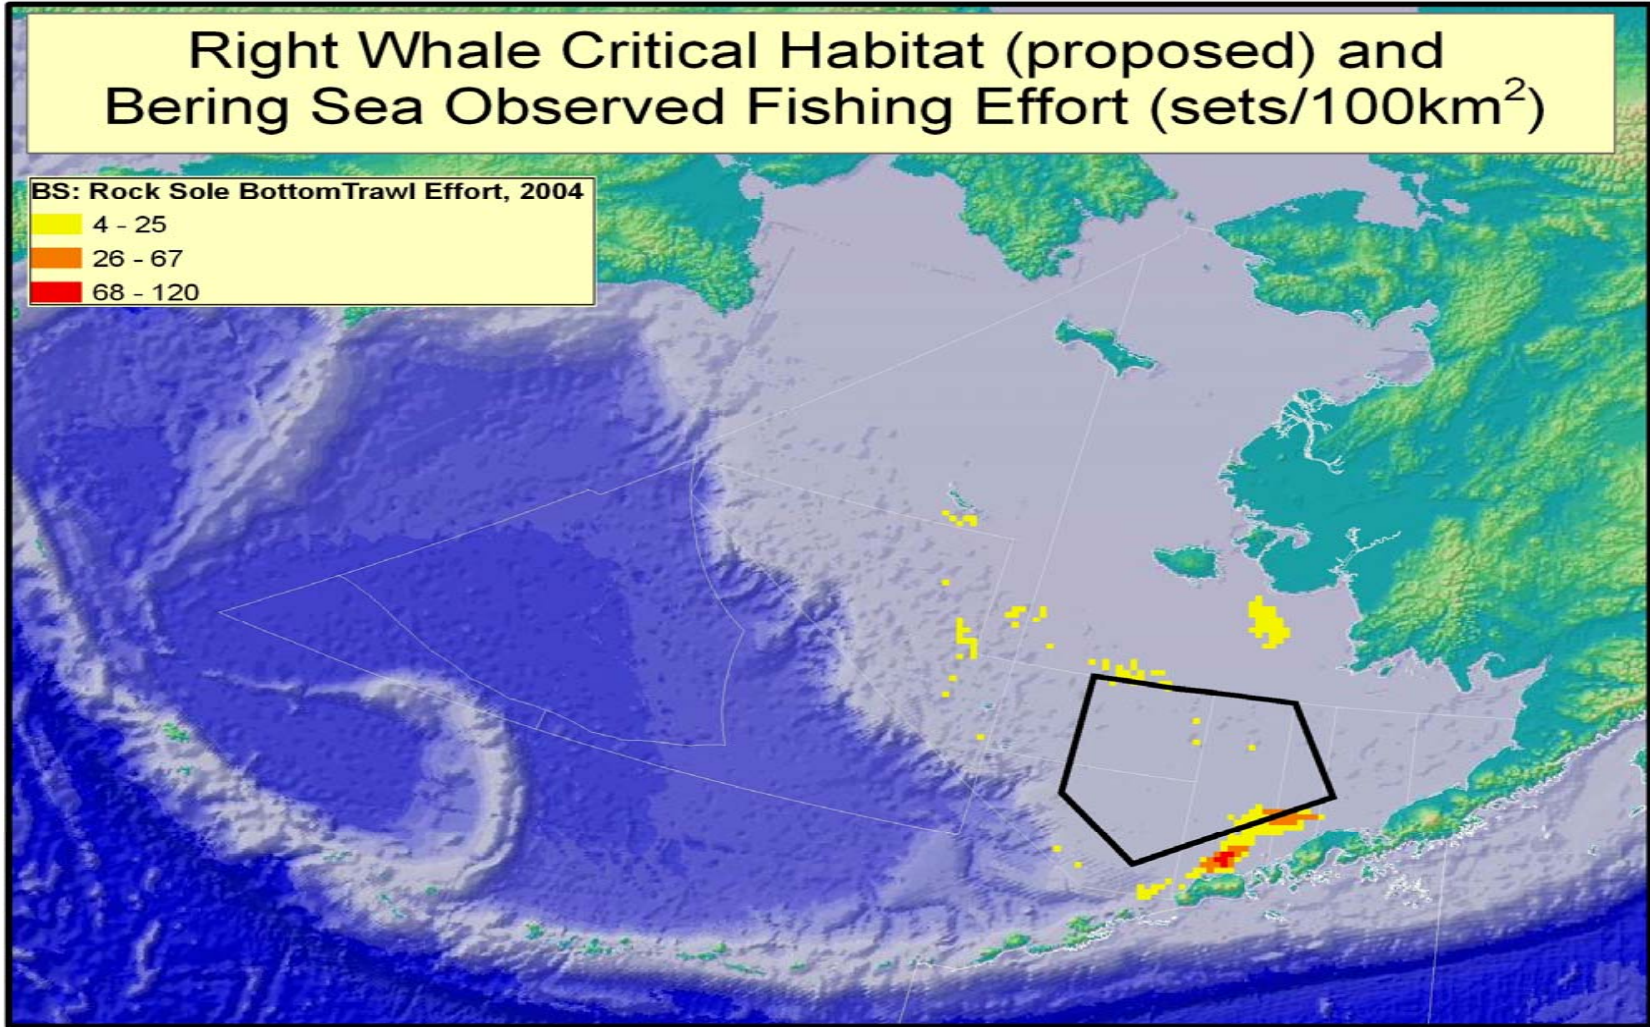 Right Whale Critical Habitat (proposed) and
Bering Sea Observed Fishing Effort (sets/100km²)
BS: Rock Sole BottomTrawl Effort, 2004
4 - 25
26 - 67
68 - 120